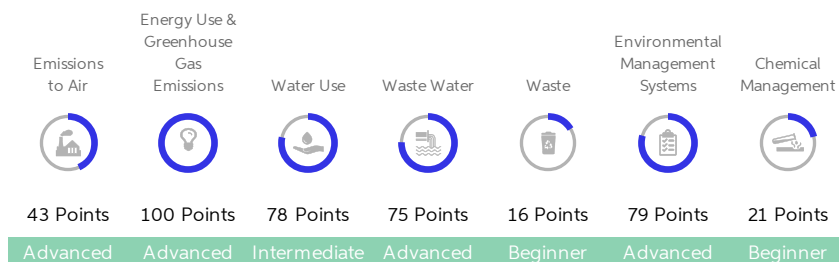 Emissions
to Air
Energy Use &
Greenhouse
Gas
Emissions
Water Use
Waste Water
Waste
Environmental
Management
Systems
Chemical
Management
43 Points
100 Points
78 Points
75 Points
16 Points
79 Points
21 Points
Advanced
Advanced
Intermediate
Advanced
Beginner
Advanced
Beginner